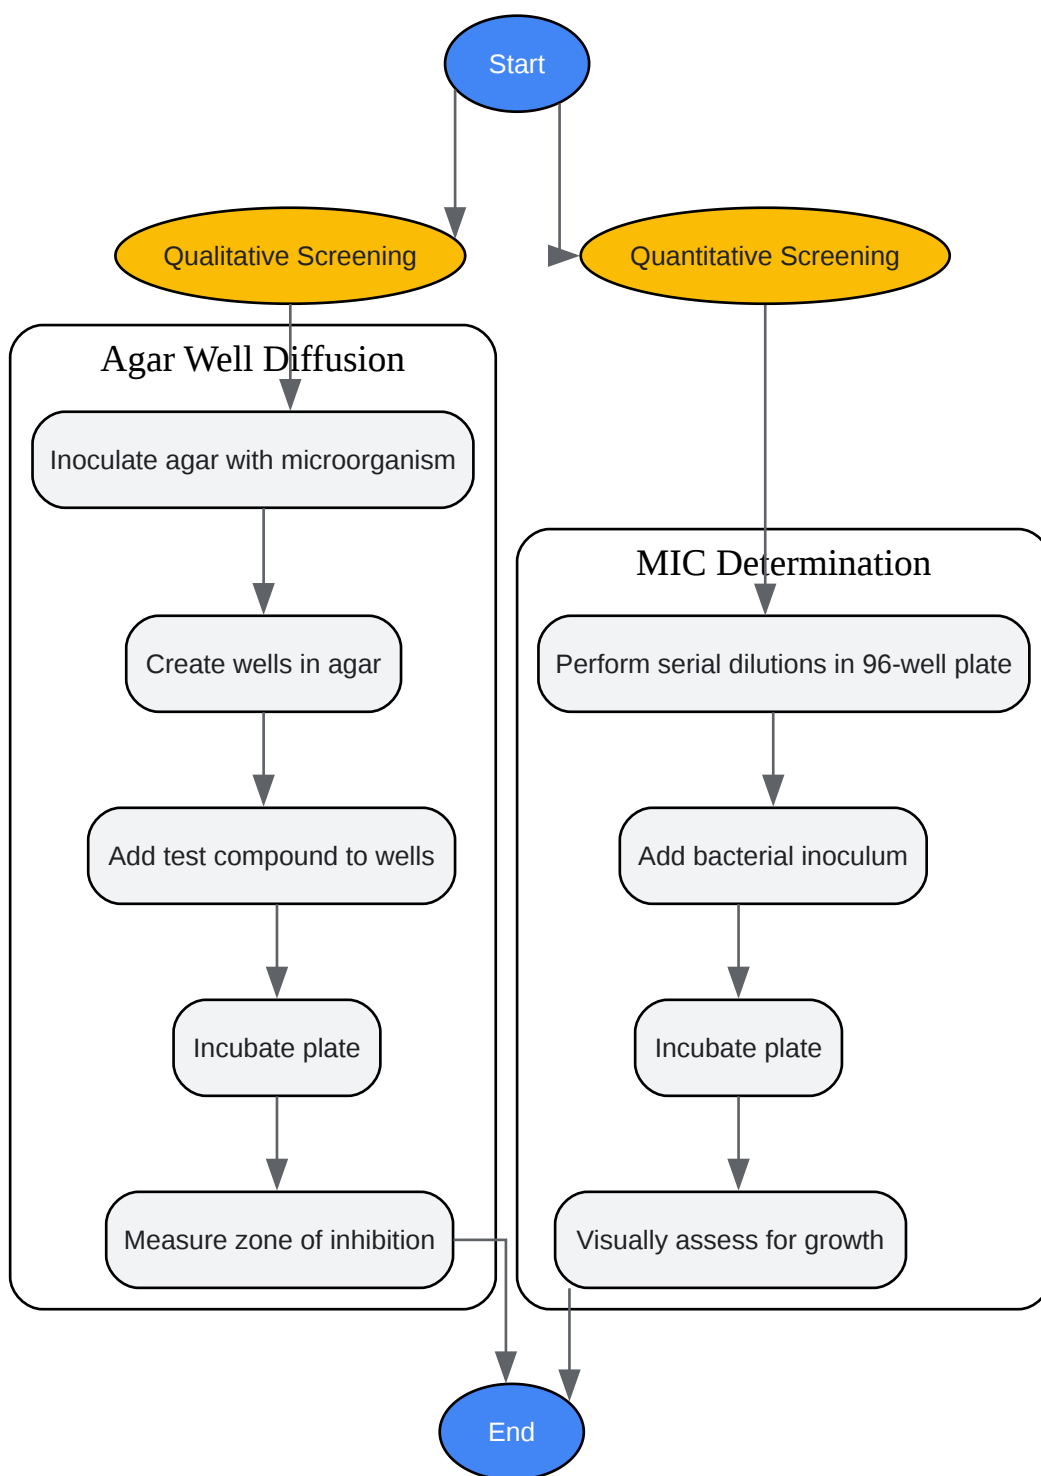 Start
Qualitative Screening
Quantitative Screening
Agar Well Diffusion
Inoculate agar with microorganism
Create wells in agar
Add test compound to wells
Incubate plate
Measure zone of inhibition
MIC Determination
Perform serial dilutions in 96-well plate
Add bacterial inoculum
Incubate plate
Visually assess for growth
End